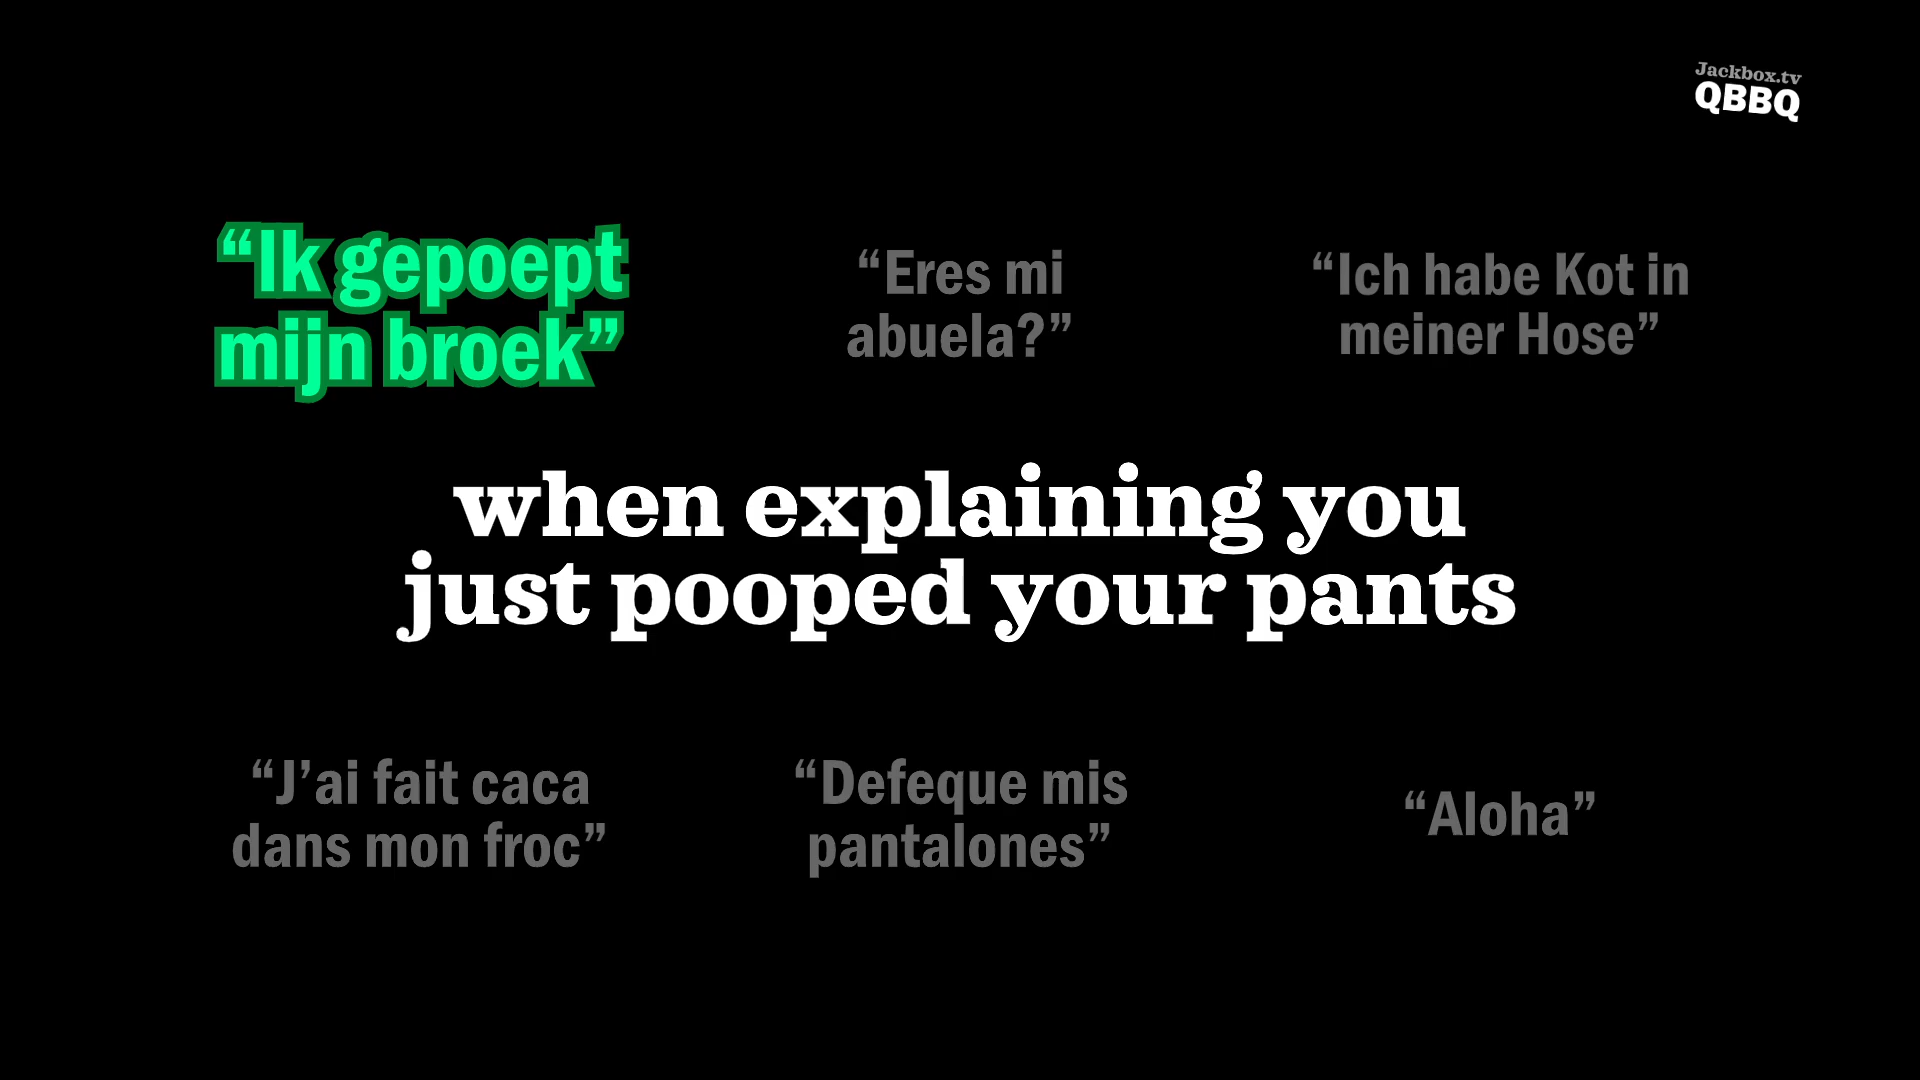 Jackbox.tv
QBBQ
“Ik gepoept
mijn broek”
“Eres mi
abuela?”
“Ich habe Kot in
meiner Hose”
when explaining you
just pooped your pants
“J’ai fait caca
dans mon froc”
“Defeque mis
pantalones”
“Aloha”